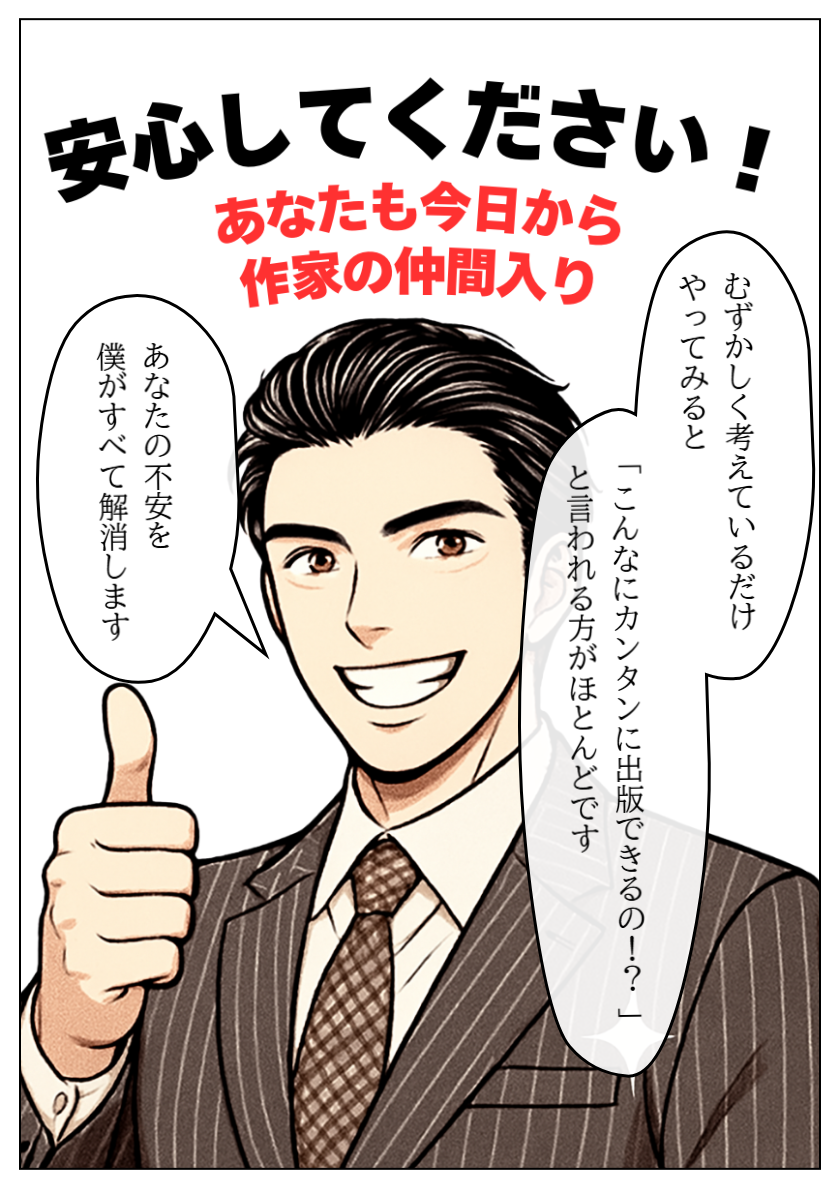 安心してください！
あなたも今日から
作家の仲間入り
むずかしく考えているだけ
やってみると
「こんなにカンタンに出版できるの！？」
と言われる方がほとんどです
あなたの不安を
僕がすべて解消します